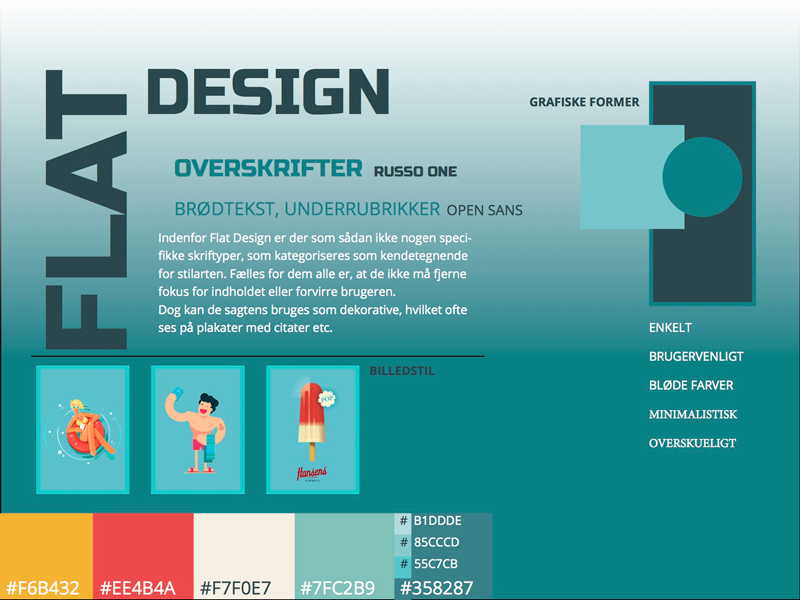 FLAT
DESIGN
OVERSKRIFTER RUSSO ONE
BRØDTEKST, UNDERRUBRIKKER OPEN SANS
Indenfor Flat Design er der som sådan ikke nogen speci-
fikke skriftyper, som kategoriseres som kendetegnende
for stilarten. Fælles for dem alle er, at de ikke må fjerne
fokus for indholdet eller forvirre brugeren.
Dog kan de sagtens bruges som dekorative, hvilket ofte
ses på plakater med citater etc.
GRAFISKE FORMER
ENKELT
BRUGERVENLIGT
BLØDE FARVER
MINIMALISTISK
OVERSKUELIGT
BILLEDSTIL
POP
Hansens
#F6B432
#EE4B4A
#F7F0E7
#7FC2B9
# B1DDDE
# 85CCCD
# 55C7CB
#358287